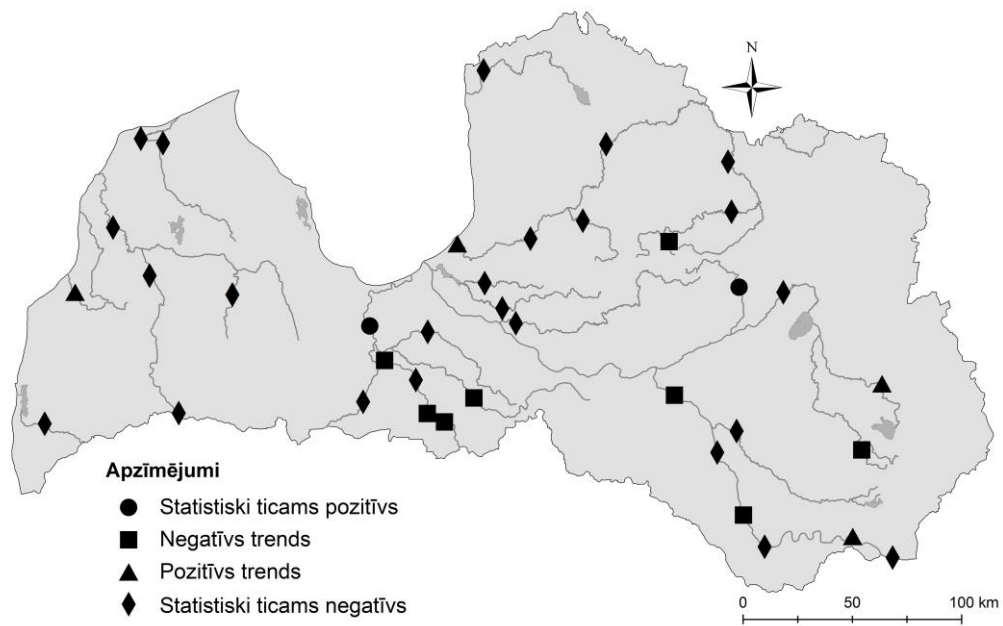 N
Apzīmējumi
Statistiski ticams pozitīvs
Negatīvs trends
Pozitīvs trends
Statistiski ticams negatīvs
0 50 100 km